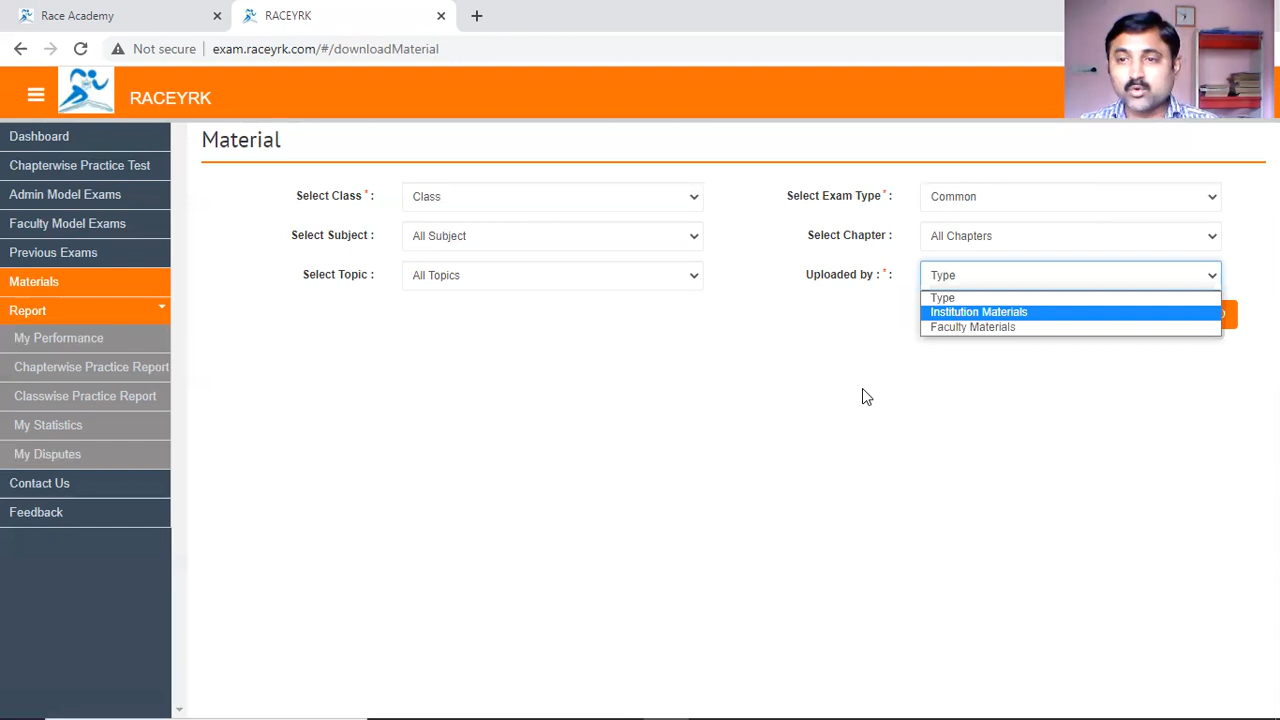 Race Academy
RACEYRK
Not secure
exam.raceyrk.com/#/downloadMaterial
RACEYRK
Dashboard
Chapterwise Practice Test
Admin Model Exams
Faculty Model Exams
Previous Exams
Materials
Report
My Performance
Chapterwise Practice Report
Classwise Practice Report
My Statistics
My Disputes
Contact Us
Feedback
Material
Select Class * : Class
Select Exam Type * : Common
Select Subject : All Subject
Select Chapter : All Chapters
Select Topic : All Topics
Uploaded by : * : Type
Type
Institution Materials
Faculty Materials